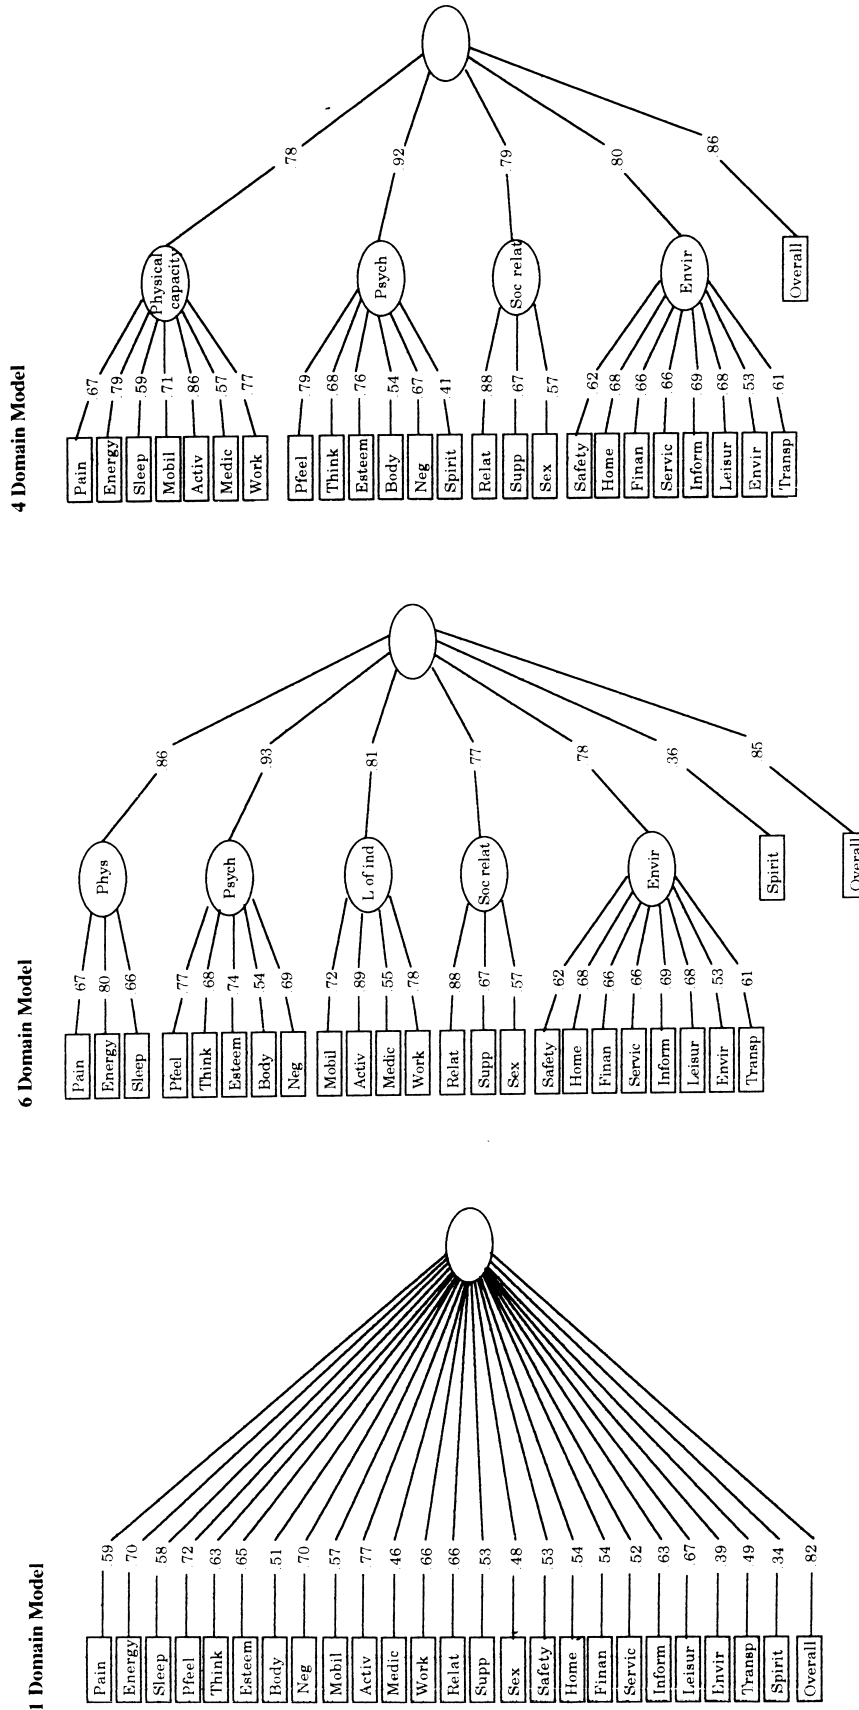 1 Domain Model
Pain
Energy
Sleep
Pfeel
Think
Esteem
Body
Neg
Mobil
Activ
Medic
Work
Relat
Supp
Sex
Safety
Home
Finan
Servic
Inform
Leisur
Envir
Transp
Spirit
Overall
.59
.70
.58
.72
.63
.65
.51
.70
.57
.77
.46
.66
.66
.53
.48
.53
.54
.54
.52
.63
.67
.39
.49
.34
.82
6 Domain Model
Pain
Energy
Sleep
Pfeel
Think
Esteem
Body
Neg
Mobil
Activ
Medic
Work
Relat
Supp
Sex
Safety
Home
Finan
Servic
Inform
Leisur
Envir
Transp
.67
.80
.66
.77
.68
.74
.54
.69
.72
.89
.55
.78
.88
.67
.57
.62
.68
.66
.66
.69
.68
.53
.61
Phys
Psych
L of ind
Soc relat
Envir
Spirit
Overall
.86
.93
.81
.77
.78
.36
.85
4 Domain Model
Pain
Energy
Sleep
Mobil
Activ
Medic
Work
Pfeel
Think
Esteem
Body
Neg
Spirit
Relat
Supp
Sex
Safety
Home
Finan
Servic
Inform
Leisur
Envir
Transp
.67
.79
.59
.71
.86
.57
.77
.79
.68
.76
.54
.67
.41
.88
.67
.57
.62
.68
.66
.66
.69
.68
.53
.61
Physical
capacity
Psych
Soc relat
Envir
Overall
.78
.92
.79
.80
.86